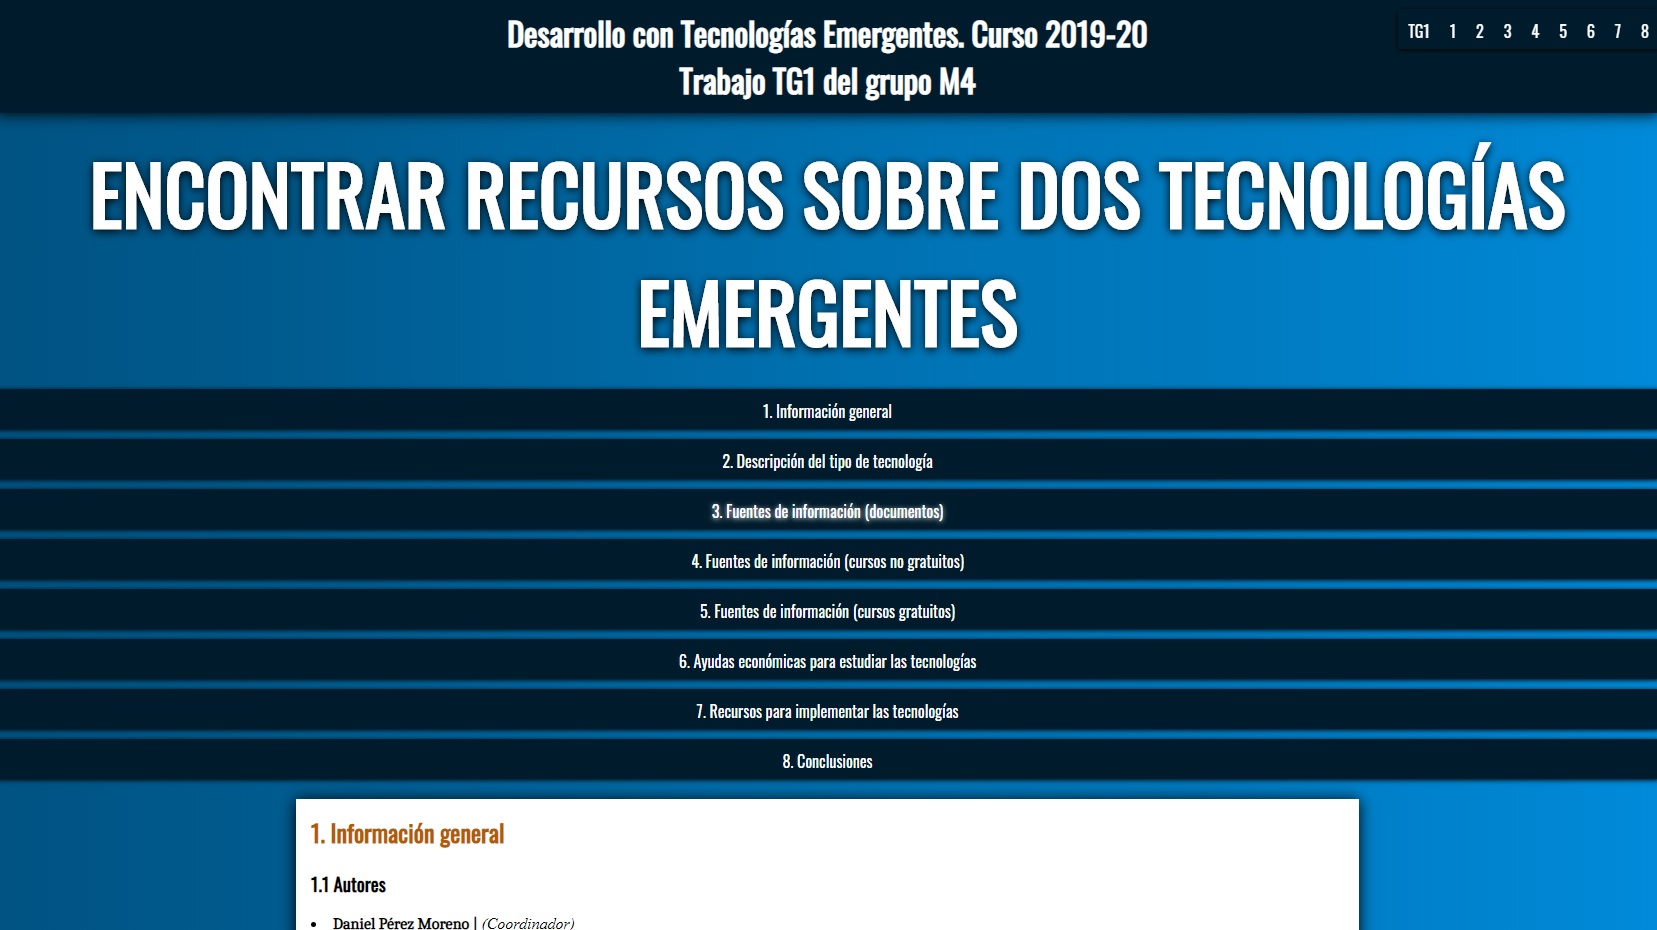 Desarrollo con Tecnologías Emergentes. Curso 2019-20
Trabajo TG1 del grupo M4
TG1 1 2 3 4 5 6 7 8
ENCONTRAR RECURSOS SOBRE DOS TECNOLOGÍAS
EMERGENTES
1. Información general
2. Descripción del tipo de tecnología
3. Fuentes de información (documentos)
4. Fuentes de información (cursos no gratuitos)
5. Fuentes de información (cursos gratuitos)
6. Ayudas económicas para estudiar las tecnologías
7. Recursos para implementar las tecnologías
8. Conclusiones
1. Información general
1.1 Autores
• Daniel Pérez Moreno | (Coordinador)